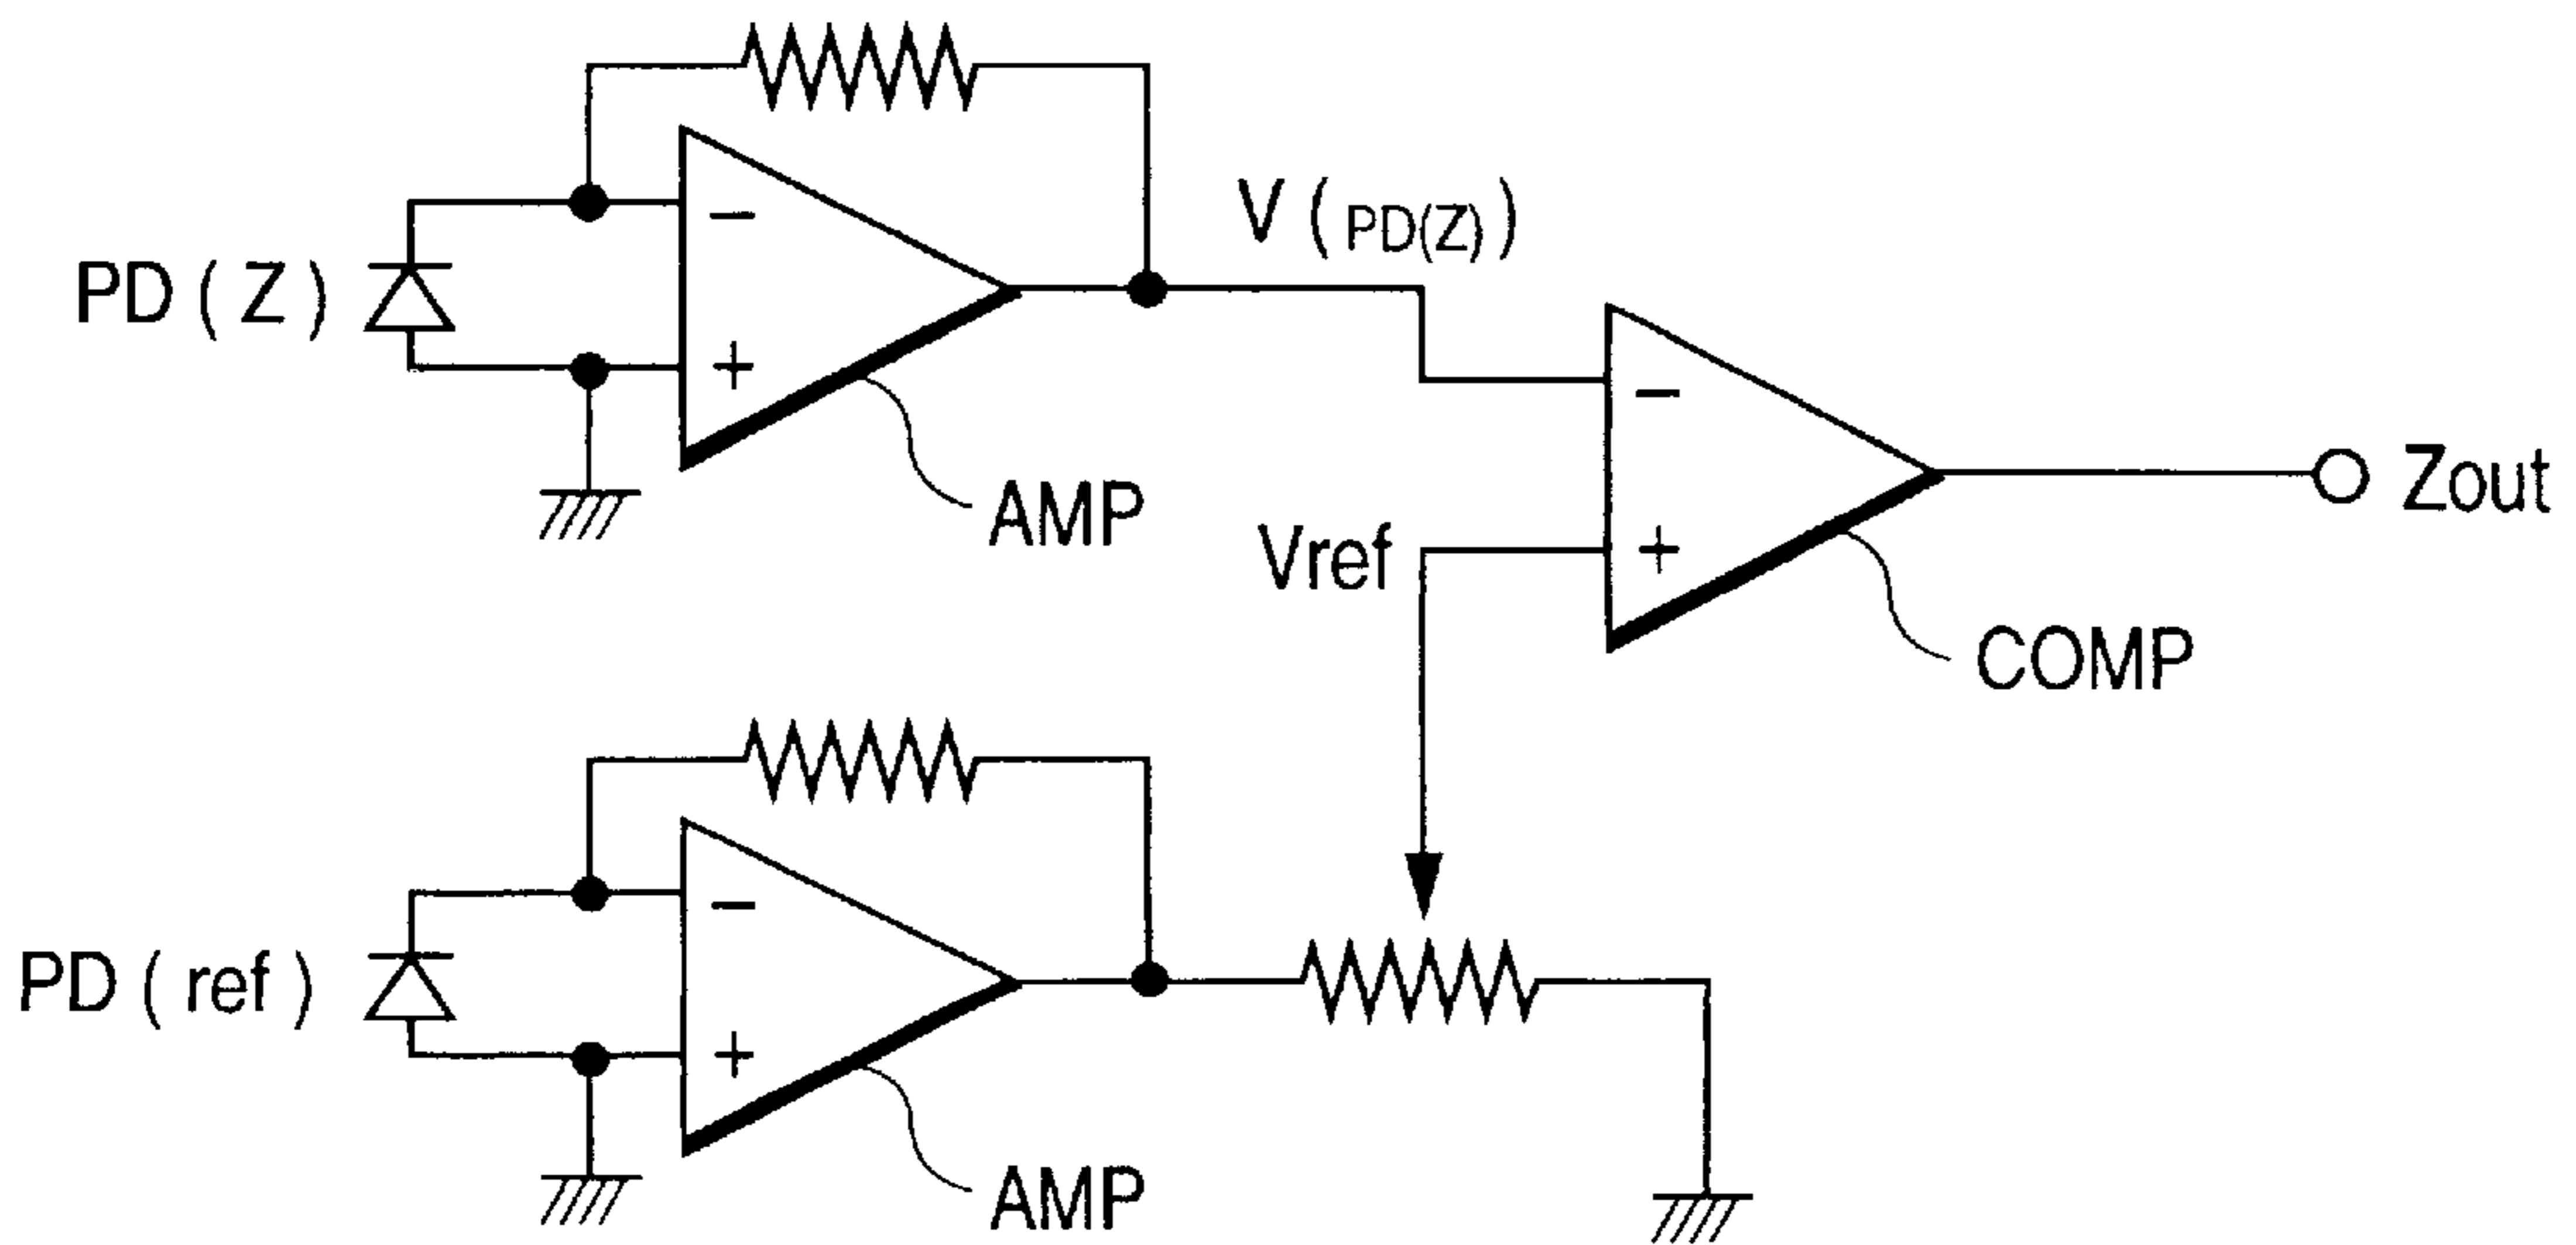 V ( PD(Z) )
−
PD ( Z )
+
−
AMP
Zout
Vref
+
COMP
−
PD ( ref )
+
AMP